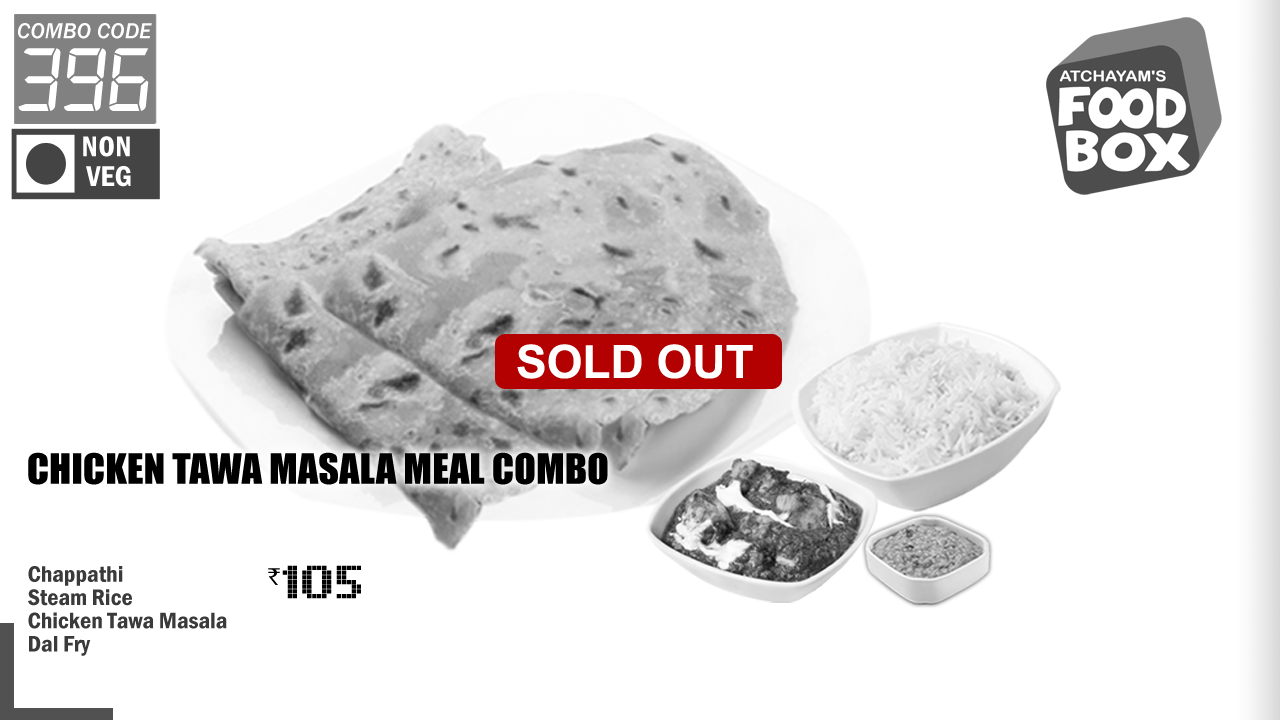 COMBO CODE
396
NON
VEG
ATCHAYAM'S
FOOD
BOX
SOLD OUT
CHICKEN TAWA MASALA MEAL COMBO
Chappathi
Steam Rice
Chicken Tawa Masala
Dal Fry
₹105